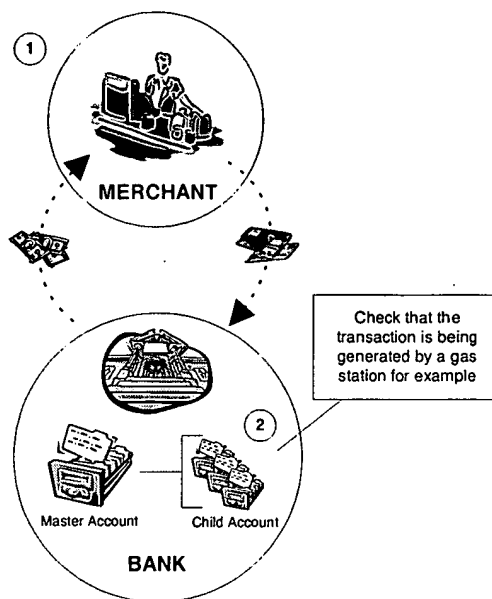 1
MERCHANT
Check that the
transaction is being
generated by a gas
station for example
2
Master Account
Child Account
BANK